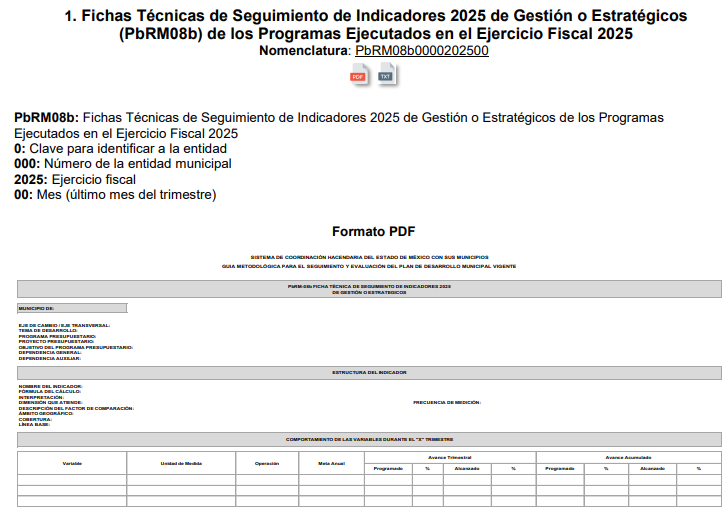 1. Fichas Técnicas de Seguimiento de Indicadores 2025 de Gestión o Estratégicos
(PbRM08b) de los Programas Ejecutados en el Ejercicio Fiscal 2025
Nomenclatura: PbRM08b0000202500
PDF TXT
PbRM08b: Fichas Técnicas de Seguimiento de Indicadores 2025 de Gestión o Estratégicos de los Programas
Ejecutados en el Ejercicio Fiscal 2025
0: Clave para identificar a la entidad
000: Número de la entidad municipal
2025: Ejercicio fiscal
00: Mes (último mes del trimestre)
Formato PDF
SISTEMA DE COORDINACIÓN HACENDARIA DEL ESTADO DE MÉXICO CON SUS MUNICIPIOS
GUIA METODOLÓGICA PARA EL SEGUIMIENTO Y EVALUACIÓN DEL PLAN DE DESARROLLO MUNICIPAL VIGENTE
PbRM-08b FICHA TÉCNICA DE SEGUIMIENTO DE INDICADORES 2025
DE GESTIÓN O ESTRATEGICOS
MUNICIPIO DE:
EJE DE CAMBIO / EJE TRANSVERSAL:
TEMA DE DESARROLLO:
PROGRAMA PRESUPUESTARIO:
PROYECTO PRESUPUESTARIO:
OBJETIVO DEL PROGRAMA PRESUPUESTARIO:
DEPENDENCIA GENERAL:
DEPENDENCIA AUXILIAR:
ESTRUCTURA DEL INDICADOR
NOMBRE DEL INDICADOR:
FÓRMULA DEL CÁLCULO:
INTERPRETACIÓN:
DIMENSIÓN QUE ATIENDE: FRECUENCIA DE MEDICIÓN:
DESCRIPCIÓN DEL FACTOR DE COMPARACIÓN:
ÁMBITO GEOGRÁFICO:
COBERTURA:
LÍNEA BASE:
COMPORTAMIENTO DE LAS VARIABLES DURANTE EL "X" TRIMESTRE
Variable Unidad de Medida Operación Meta Anual Avance Trimestral Avance Acumulado
Programado % Alcanzado % Programado % Alcanzado %